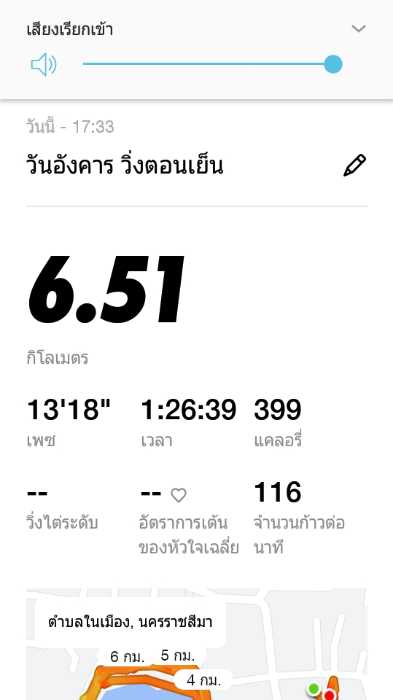 เสียงเรียกเข้า
วันนี้ - 17:33
วันอังคาร วิ่งตอนเย็น
6.51
กิโลเมตร
13'18" 1:26:39 399
เพซ เวลา แคลอรี่
-- -- 116
วิ่งไต่ระดับ อัตราการเต้น จำนวนก้าวต่อ
ของหัวใจเฉลี่ย นาที
ตำบลในเมือง, นครราชสีมา
6 กม. 5 กม.
4 กม.